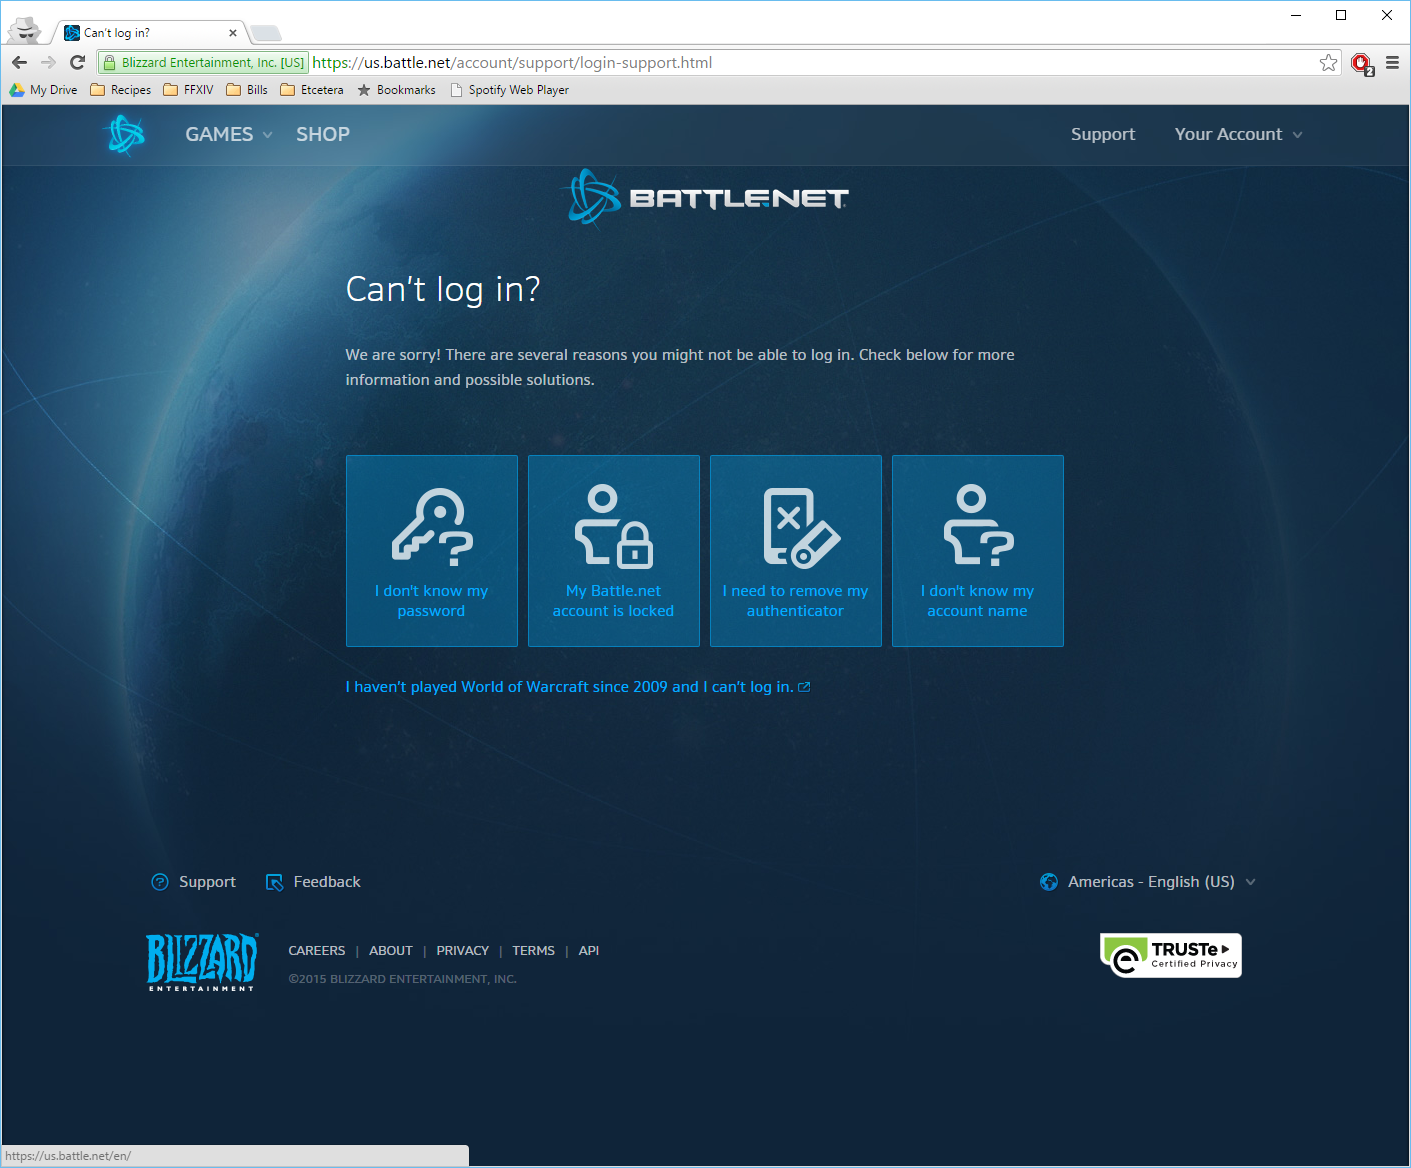 Can't log in?
Blizzard Entertainment, Inc. [US] https://us.battle.net/account/support/login-support.html
2
My Drive Recipes FFXIV Bills Etcetera Bookmarks Spotify Web Player
GAMES SHOP Support Your Account
BATTLE.NET
Can't log in?
We are sorry! There are several reasons you might not be able to log in. Check below for more
information and possible solutions.
I don't know my
password
My Battle.net
account is locked
I need to remove my
authenticator
I don't know my
account name
I haven't played World of Warcraft since 2009 and I can't log in.
Support Feedback Americas - English (US)
BLIZZARD
ENTERTAINMENT
CAREERS | ABOUT | PRIVACY | TERMS | API
©2015 BLIZZARD ENTERTAINMENT, INC.
TRUSTe
Certified Privacy
https://us.battle.net/en/